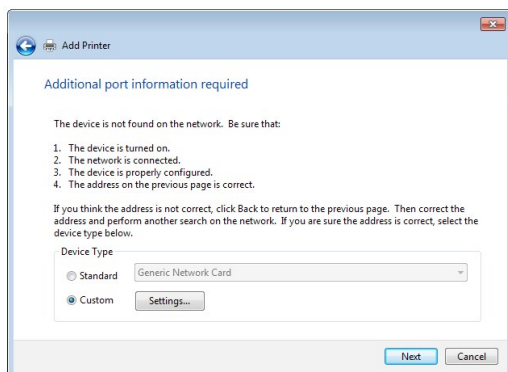 Add Printer
Additional port information required
The device is not found on the network. Be sure that:
1. The device is turned on.
2. The network is connected.
3. The device is properly configured.
4. The address on the previous page is correct.
If you think the address is not correct, click Back to return to the previous page. Then correct the
address and perform another search on the network. If you are sure the address is correct, select the
device type below.
Device Type
Standard Generic Network Card
Custom Settings...
Next Cancel